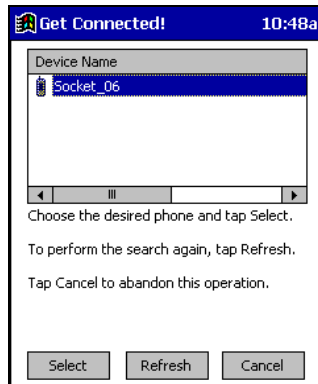 Get Connected! 10:48a
Device Name
Socket_06
Choose the desired phone and tap Select.
To perform the search again, tap Refresh.
Tap Cancel to abandon this operation.
Select Refresh Cancel